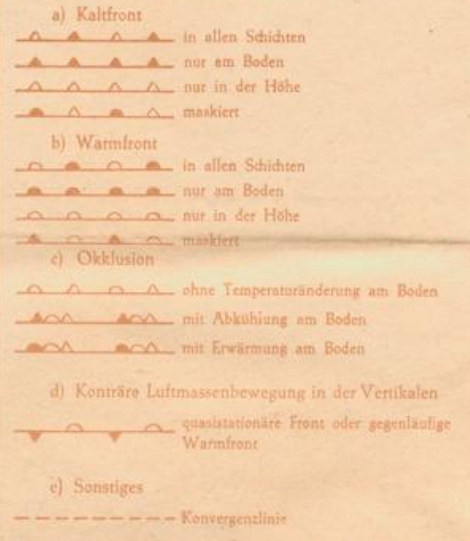 a) Kaltfront
in allen Schichten
nur am Boden
nur in der Höhe
maskiert
b) Warmfront
in allen Schichten
nur am Boden
nur in der Höhe
maskiert
c) Okklusion
ohne Temperaturänderung am Boden
mit Abkühlung am Boden
mit Erwärmung am Boden
d) Konträre Luftmassenbewegung in der Vertikalen
quasistationäre Front oder gegenläufige
Warmfront
e) Sonstiges
Konvergenzlinie